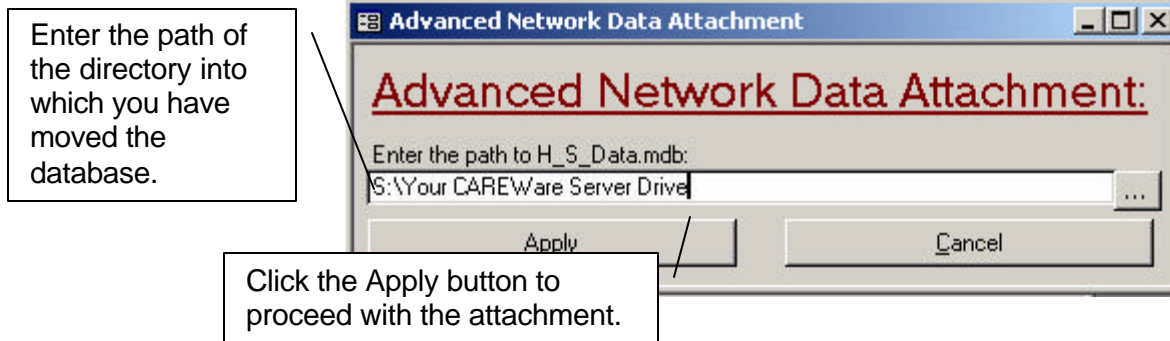 Enter the path of
the directory into
which you have
moved the
database.
Advanced Network Data Attachment
Advanced Network Data Attachment:
Enter the path to H_S_Data.mdb:
S:\Your CAREWare Server Drive
...
Apply
Cancel
Click the Apply button to
proceed with the attachment.